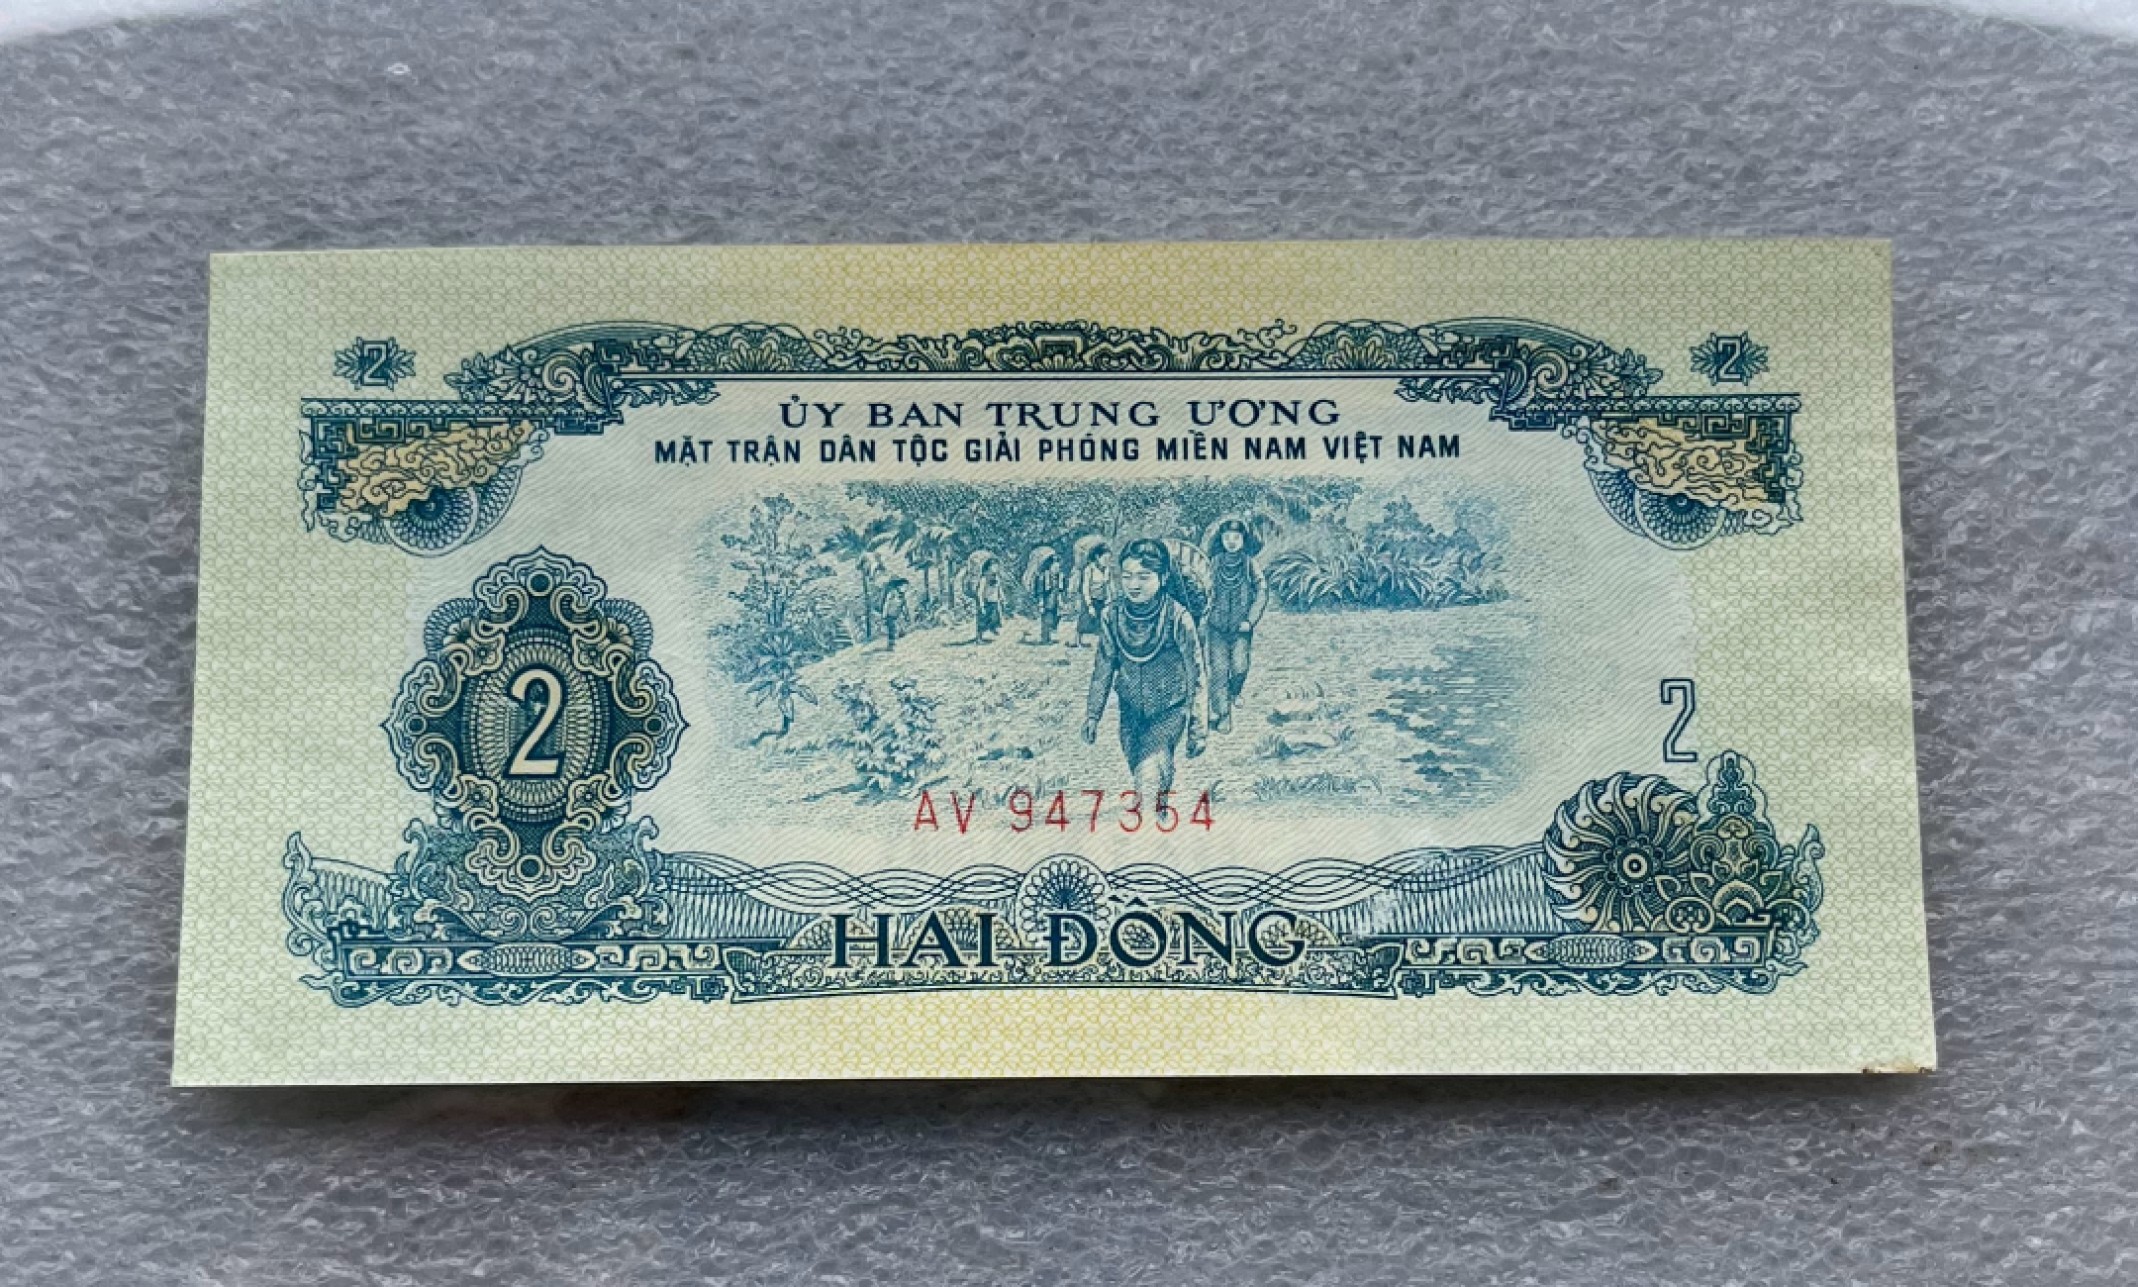 2 2
ỦY BAN TRUNG ƯƠNG
MẶT TRẬN DÂN TỘC GIẢI PHÓNG MIỀN NAM VIỆT NAM
2
2
AV 947354
HAI ĐỒNG